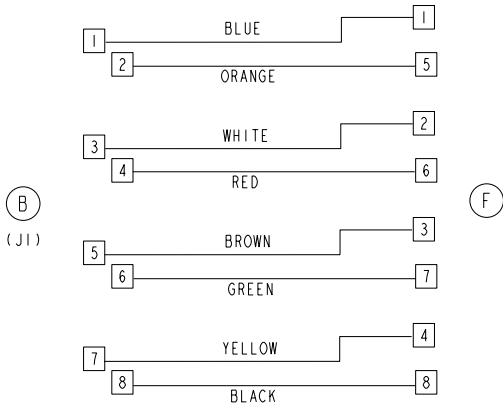 BLUE 1
1
2 5
ORANGE
WHITE 2
3
4 6
RED
B F
(J1)
BROWN 3
5
6 7
GREEN
YELLOW 4
7
8 8
BLACK